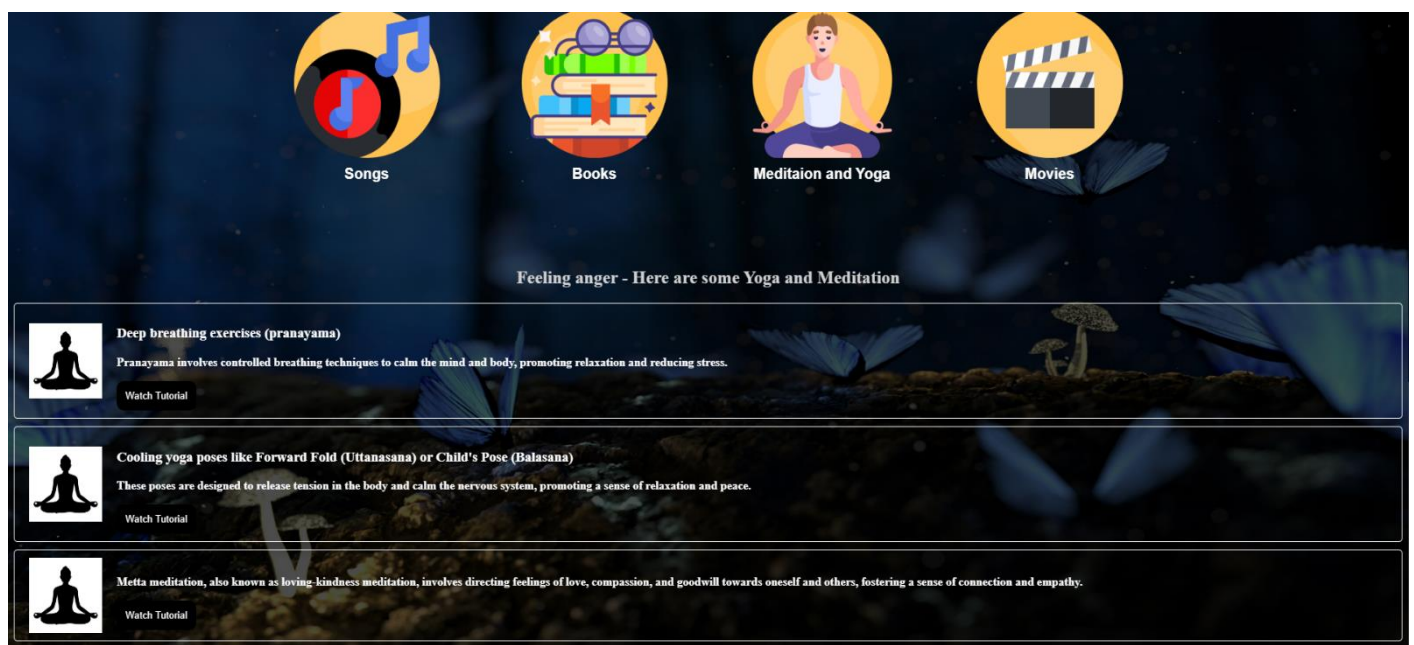 Songs
Books
Meditaion and Yoga
Movies
Feeling anger - Here are some Yoga and Meditation
Deep breathing exercises (pranayama)
Pranayama involves controlled breathing techniques to calm the mind and body, promoting relaxation and reducing stress.
Watch Tutorial
Cooling yoga poses like Forward Fold (Uttanasana) or Child's Pose (Balasana)
These poses are designed to release tension in the body and calm the nervous system, promoting a sense of relaxation and peace.
Watch Tutorial
Metta meditation, also known as loving-kindness meditation, involves directing feelings of love, compassion, and goodwill towards oneself and others, fostering a sense of connection and empathy.
Watch Tutorial